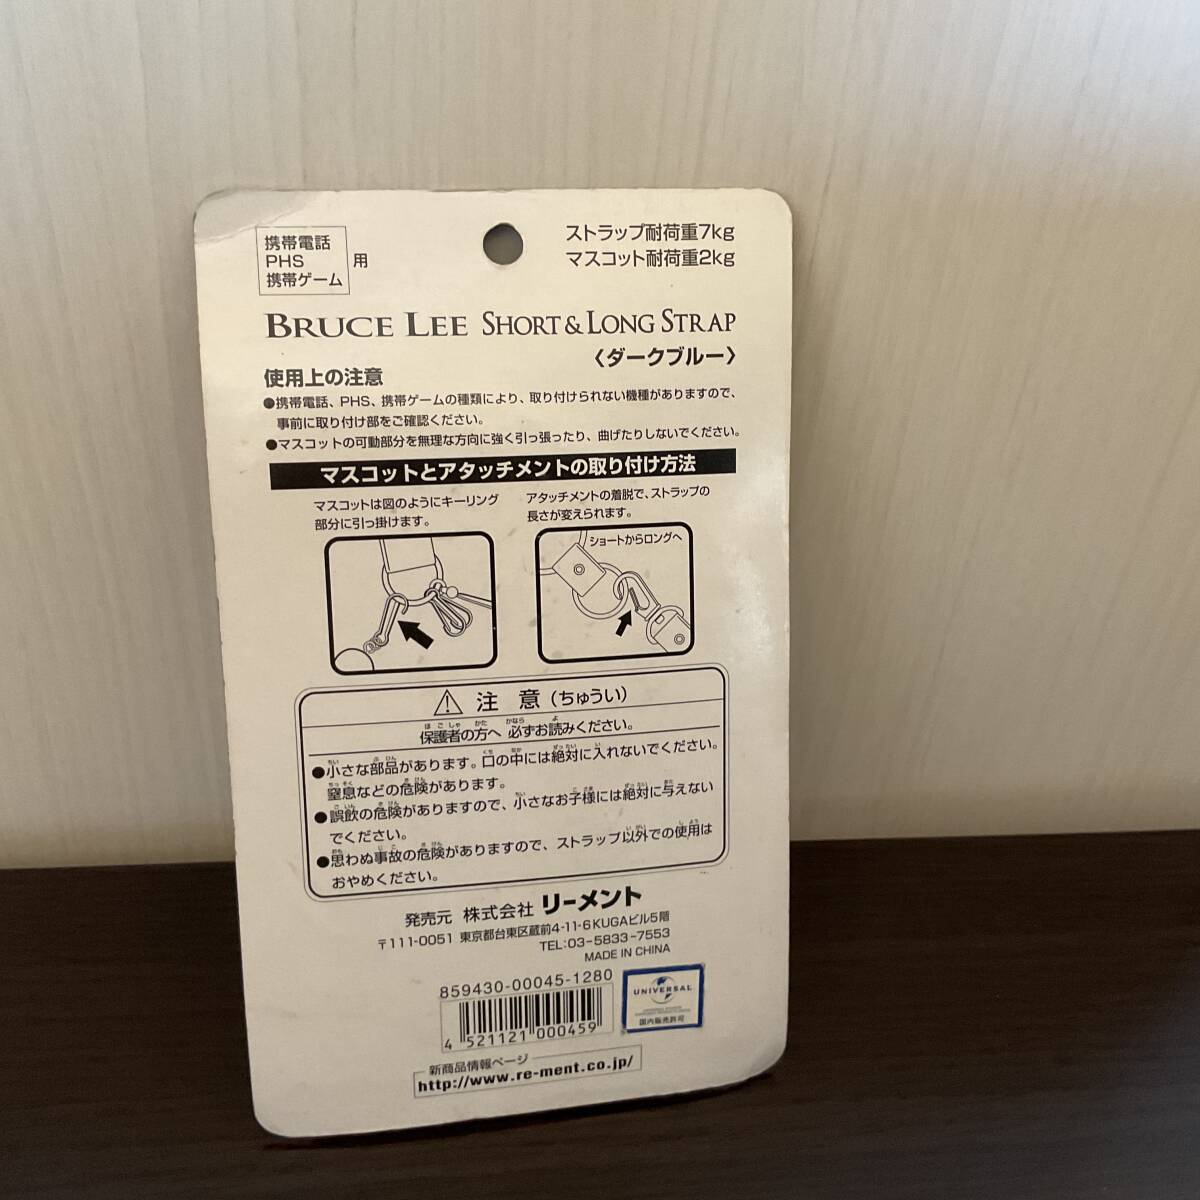 携帯電話
PHS
携帯ゲーム
用
ストラップ耐荷重7kg
マスコット耐荷重2kg
BRUCE LEE SHORT & LONG STRAP
〈ダークブルー〉
使用上の注意
●携帯電話、PHS、携帯ゲームの種類により、取り付けられない機種がありますので、
事前に取り付け部をご確認ください。
●マスコットの可動部分を無理な方向に強く引っ張ったり、曲げたりしないでください。
マスコットとアタッチメントの取り付け方法
マスコットは図のようにキーリング
部分に引っ掛けます。
アタッチメントの着脱で、ストラップの
長さが変えられます。
ショートからロングへ
注 意（ちゅうい）
保護者の方へ 必ずお読みください。
●小さな部品があります。口の中には絶対に入れないでください。
窒息などの危険があります。
●誤飲の危険がありますので、小さなお子様には絶対に与えない
でください。
●思わぬ事故の危険がありますので、ストラップ以外での使用は
おやめください。
発売元 株式会社 リーメント
〒111-0051 東京都台東区蔵前4-11-6 KUGAビル5階
TEL:03-5833-7553
MADE IN CHINA
859430-00045-1280
4 521121 000459
UNIVERSAL
国内販売許可
新商品情報ページ
http://www.re-ment.co.jp/